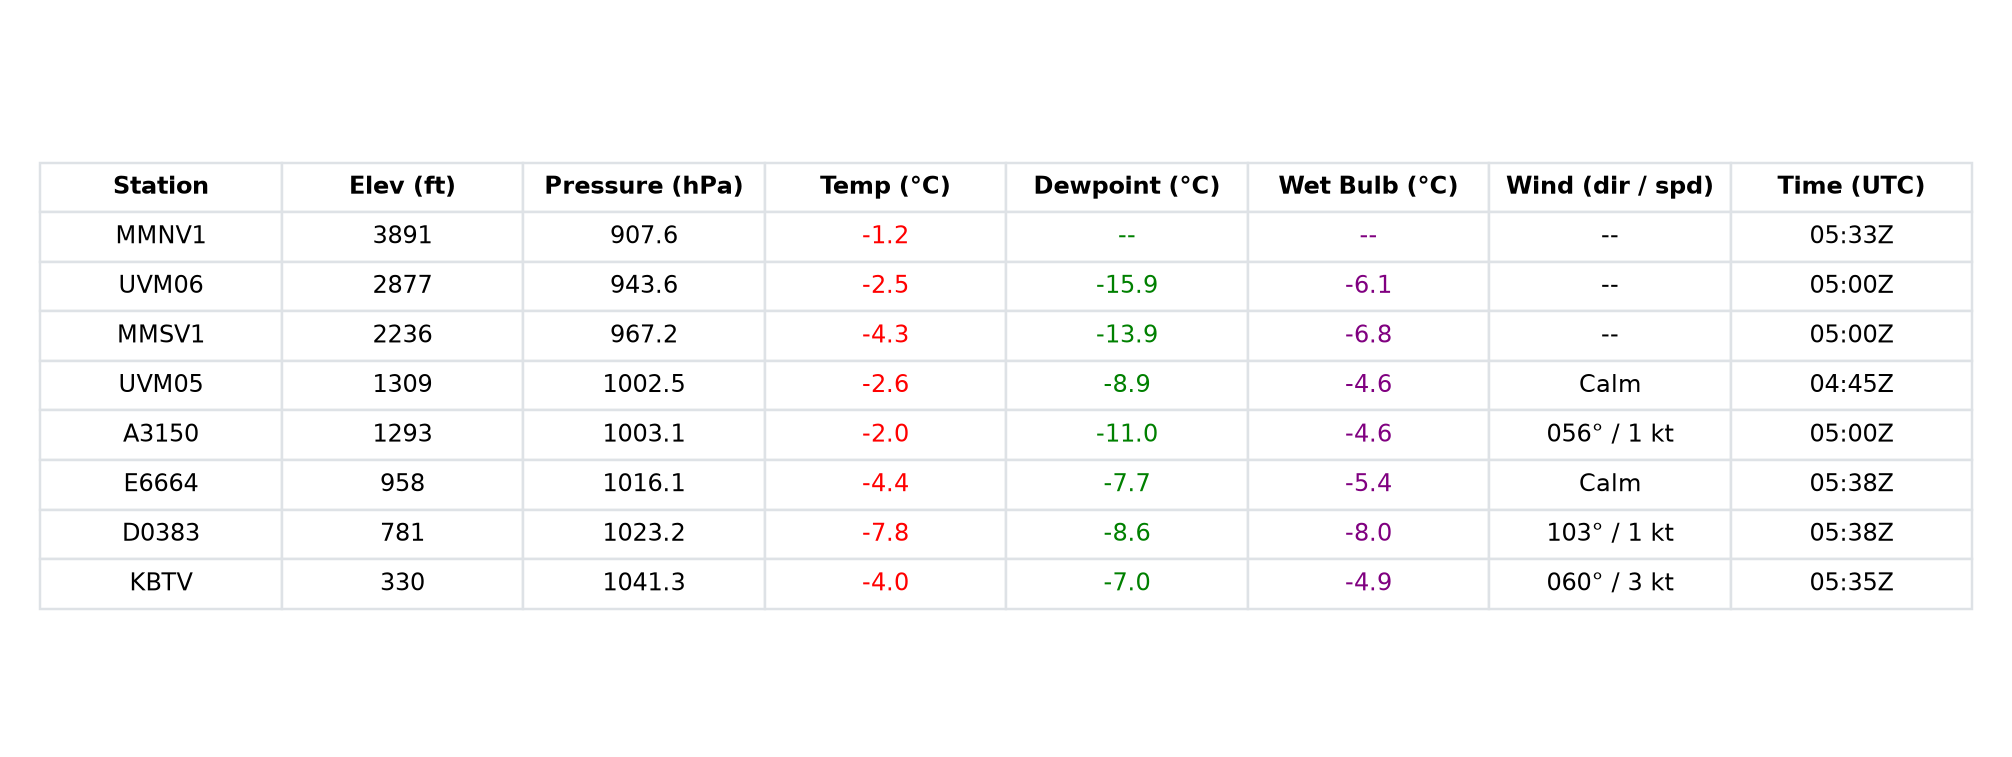 Station Elev (ft) Pressure (hPa) Temp (°C) Dewpoint (°C) Wet Bulb (°C) Wind (dir / spd) Time (UTC)
MMNV1 3891 907.6 -1.2 -- -- -- 05:33Z
UVM06 2877 943.6 -2.5 -15.9 -6.1 -- 05:00Z
MMSV1 2236 967.2 -4.3 -13.9 -6.8 -- 05:00Z
UVM05 1309 1002.5 -2.6 -8.9 -4.6 Calm 04:45Z
A3150 1293 1003.1 -2.0 -11.0 -4.6 056° / 1 kt 05:00Z
E6664 958 1016.1 -4.4 -7.7 -5.4 Calm 05:38Z
D0383 781 1023.2 -7.8 -8.6 -8.0 103° / 1 kt 05:38Z
KBTV 330 1041.3 -4.0 -7.0 -4.9 060° / 3 kt 05:35Z